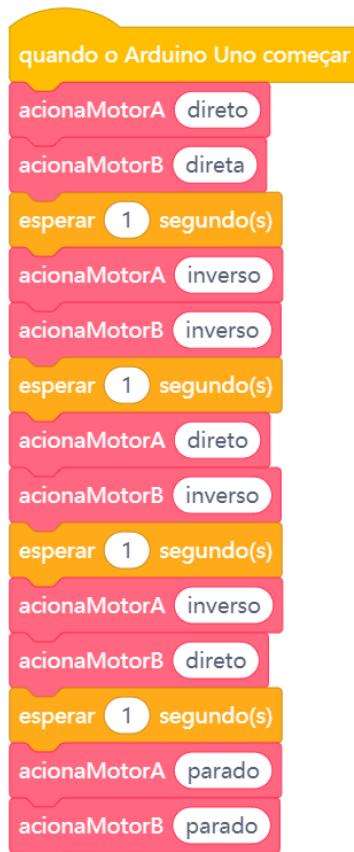 quando o Arduino Uno começar
acionaMotorA direto
acionaMotorB direta
esperar 1 segundo(s)
acionaMotorA inverso
acionaMotorB inverso
esperar 1 segundo(s)
acionaMotorA direto
acionaMotorB inverso
esperar 1 segundo(s)
acionaMotorA inverso
acionaMotorB direto
esperar 1 segundo(s)
acionaMotorA parado
acionaMotorB parado